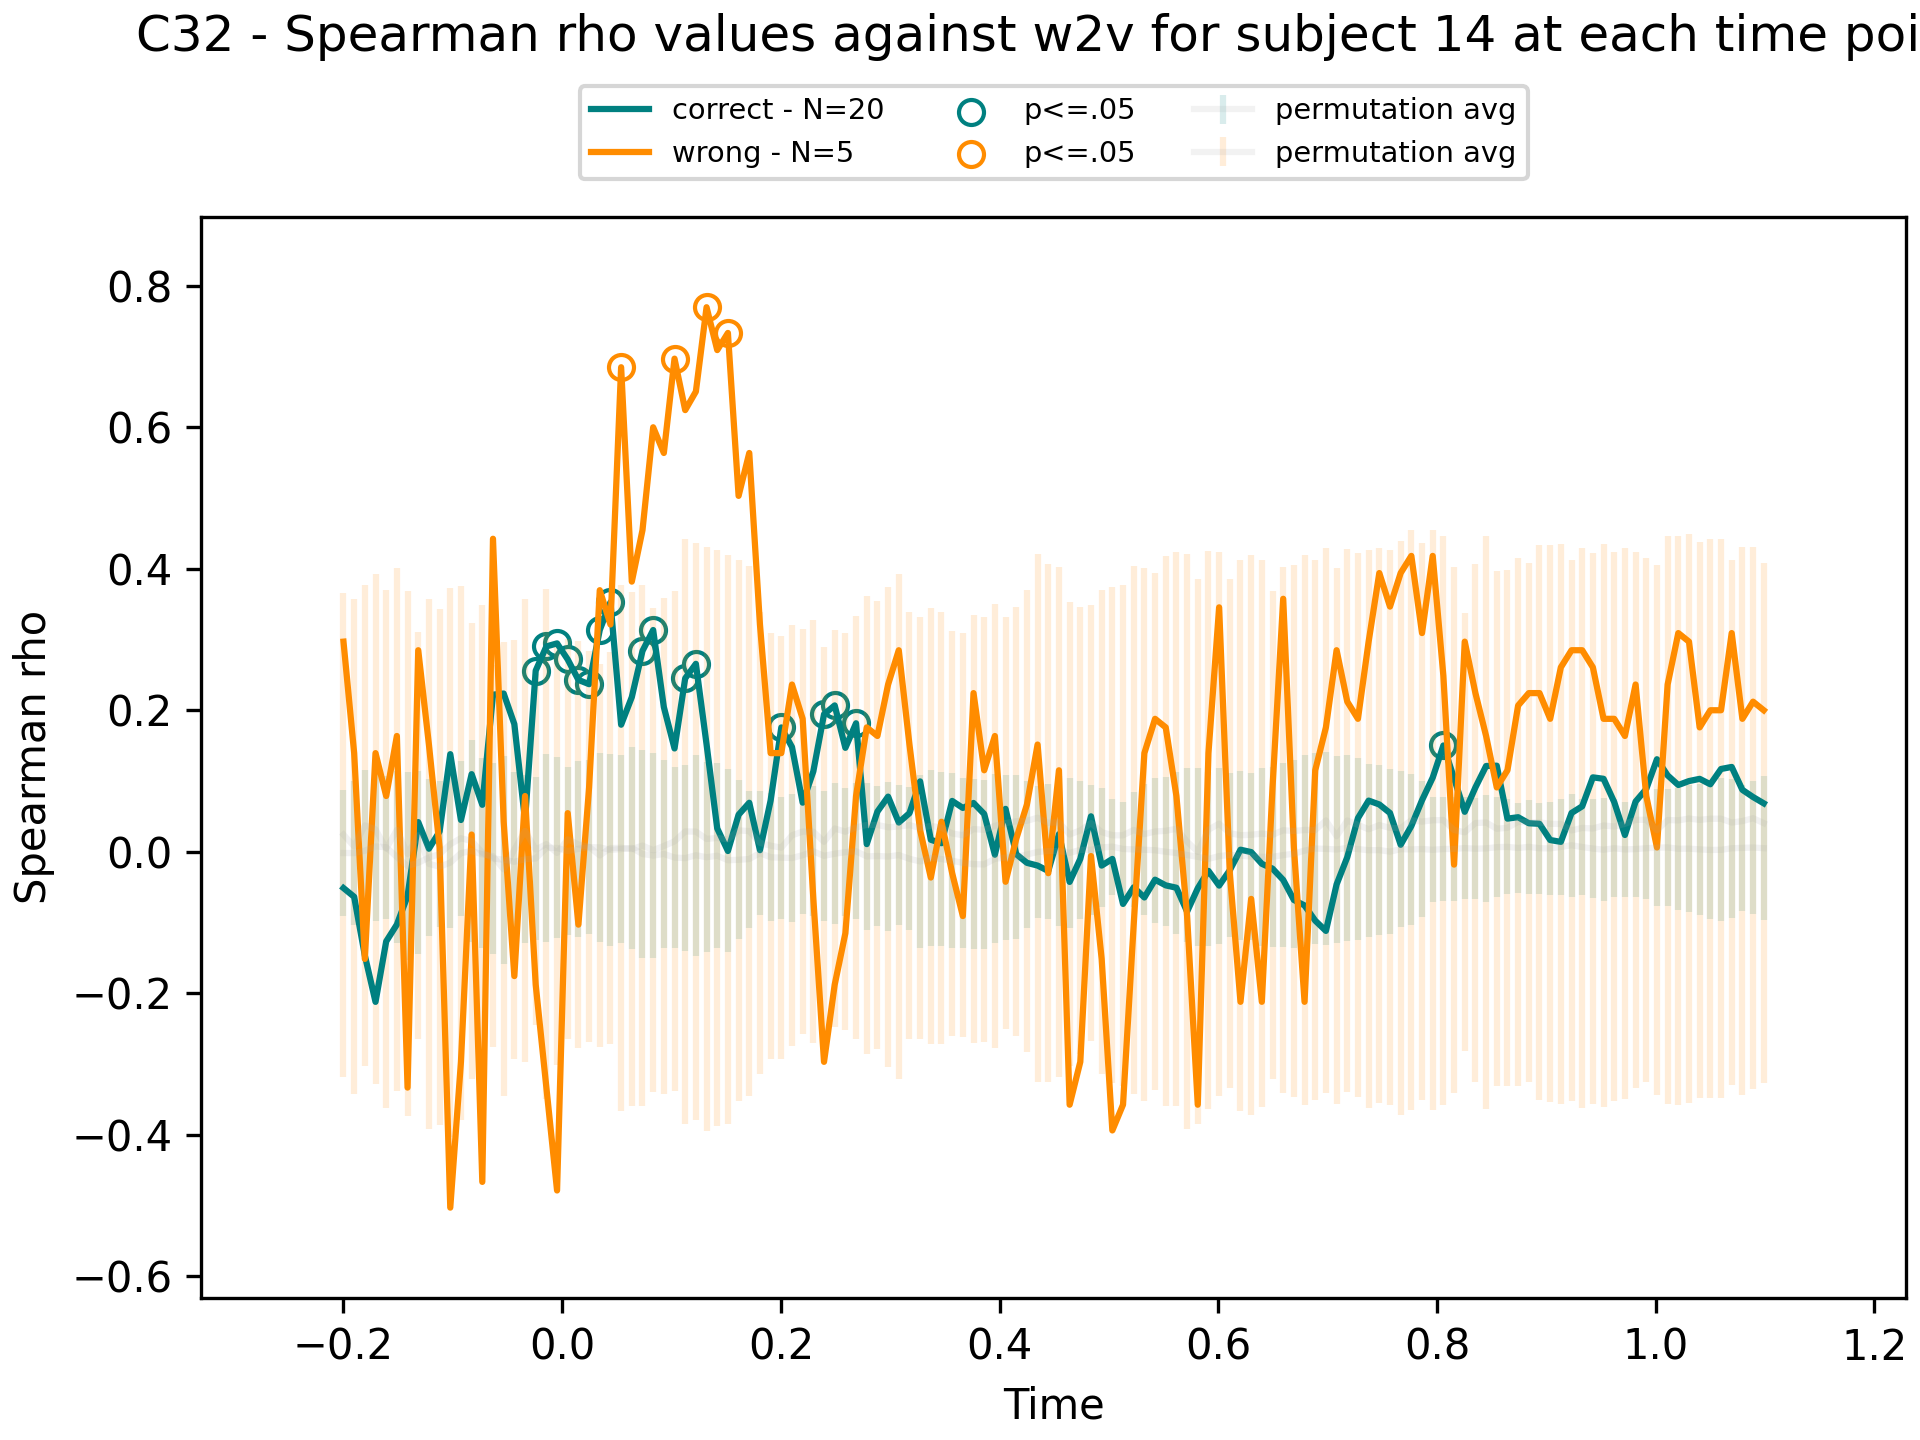 C32 - Spearman rho values against w2v for subject 14 at each time poi
correct - N=20 p<=.05 permutation avg
wrong - N=5 p<=.05 permutation avg
Spearman rho
0.8
0.6
0.4
0.2
0.0
−0.2
−0.4
−0.6
−0.2 0.0 0.2 0.4 0.6 0.8 1.0 1.2
Time